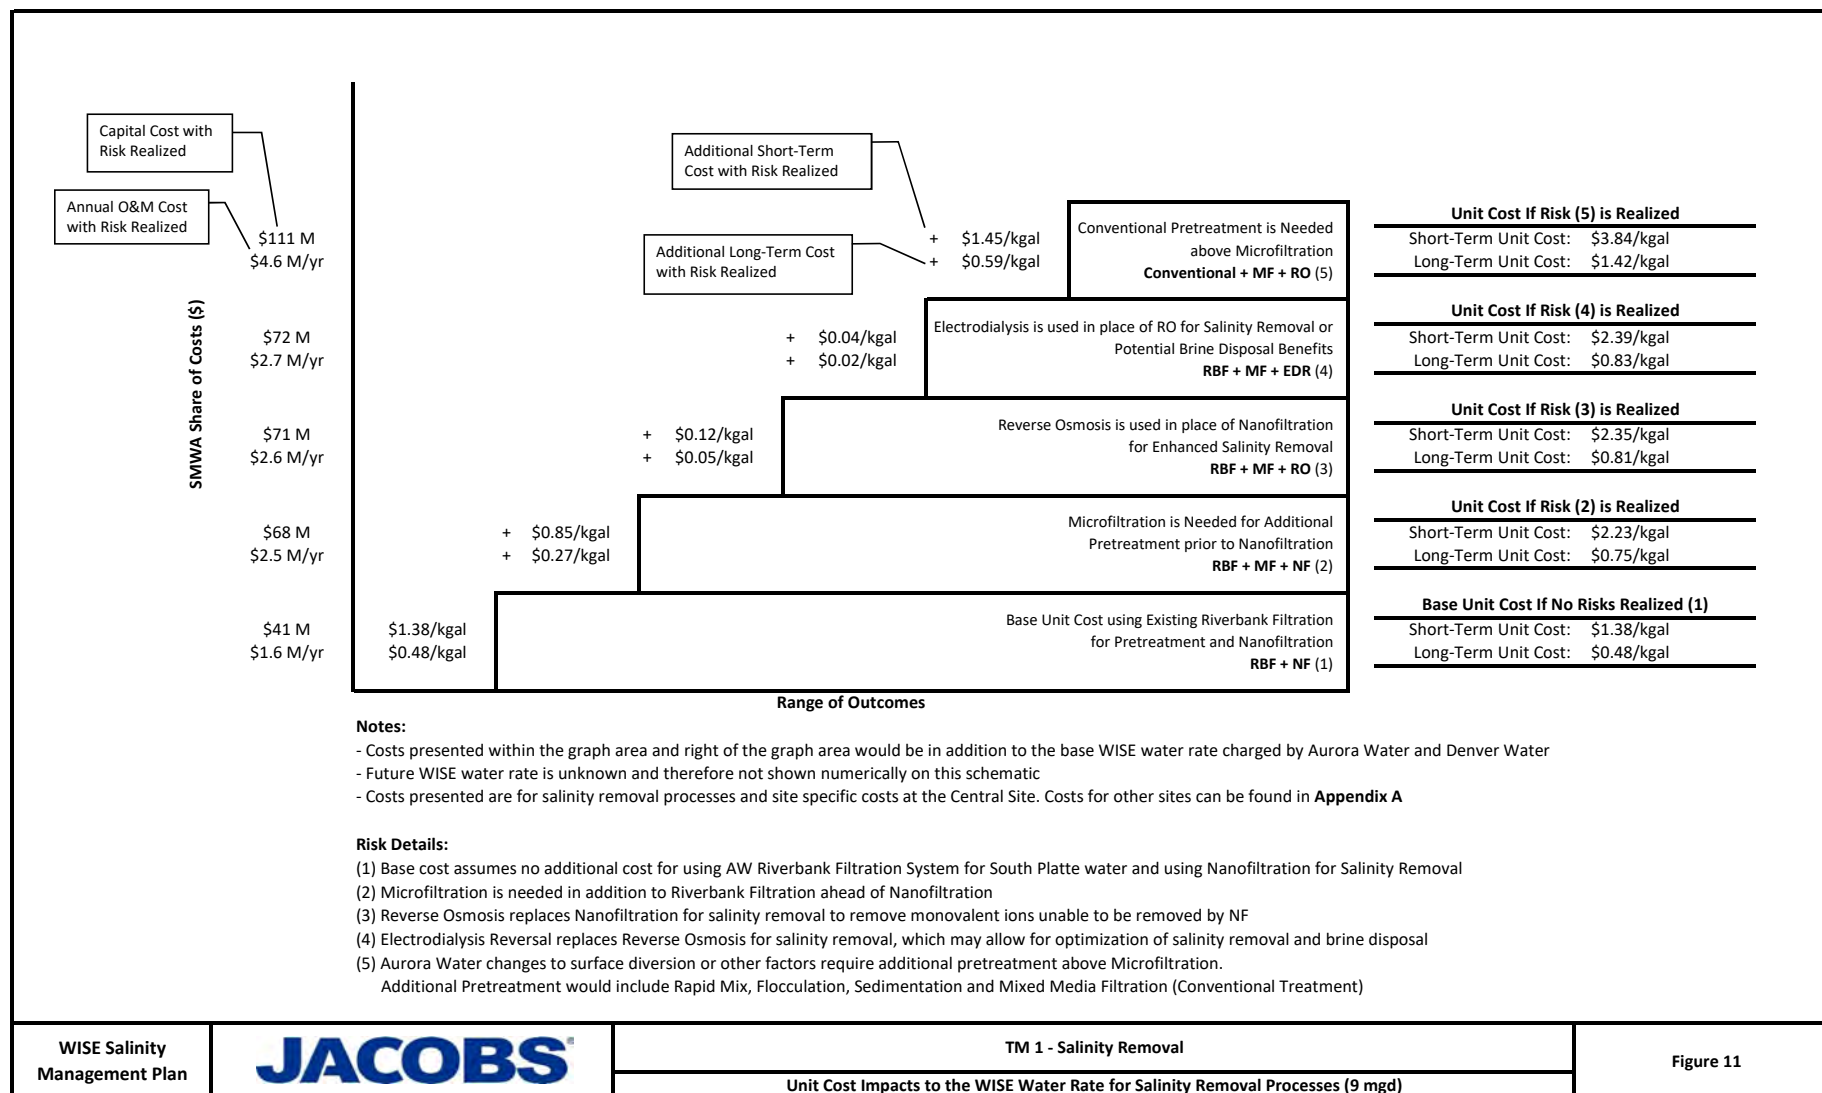 Capital Cost with
Risk Realized
Annual O&M Cost
with Risk Realized
Additional Short-Term
Cost with Risk Realized
Additional Long-Term Cost
with Risk Realized
SMWA Share of Costs ($)
$111 M
$4.6 M/yr
+ $1.45/kgal
+ $0.59/kgal
Conventional Pretreatment is Needed
above Microfiltration
Conventional + MF + RO (5)
Unit Cost If Risk (5) is Realized
Short-Term Unit Cost: $3.84/kgal
Long-Term Unit Cost: $1.42/kgal
$72 M
$2.7 M/yr
+ $0.04/kgal
+ $0.02/kgal
Electrodialysis is used in place of RO for Salinity Removal or
Potential Brine Disposal Benefits
RBF + MF + EDR (4)
Unit Cost If Risk (4) is Realized
Short-Term Unit Cost: $2.39/kgal
Long-Term Unit Cost: $0.83/kgal
$71 M
$2.6 M/yr
+ $0.12/kgal
+ $0.05/kgal
Reverse Osmosis is used in place of Nanofiltration
for Enhanced Salinity Removal
RBF + MF + RO (3)
Unit Cost If Risk (3) is Realized
Short-Term Unit Cost: $2.35/kgal
Long-Term Unit Cost: $0.81/kgal
$68 M
$2.5 M/yr
+ $0.85/kgal
+ $0.27/kgal
Microfiltration is Needed for Additional
Pretreatment prior to Nanofiltration
RBF + MF + NF (2)
Unit Cost If Risk (2) is Realized
Short-Term Unit Cost: $2.23/kgal
Long-Term Unit Cost: $0.75/kgal
$41 M
$1.6 M/yr
$1.38/kgal
$0.48/kgal
Base Unit Cost using Existing Riverbank Filtration
for Pretreatment and Nanofiltration
RBF + NF (1)
Base Unit Cost If No Risks Realized (1)
Short-Term Unit Cost: $1.38/kgal
Long-Term Unit Cost: $0.48/kgal
Range of Outcomes
Notes:
- Costs presented within the graph area and right of the graph area would be in addition to the base WISE water rate charged by Aurora Water and Denver Water
- Future WISE water rate is unknown and therefore not shown numerically on this schematic
- Costs presented are for salinity removal processes and site specific costs at the Central Site. Costs for other sites can be found in Appendix A
Risk Details:
(1) Base cost assumes no additional cost for using AW Riverbank Filtration System for South Platte water and using Nanofiltration for Salinity Removal
(2) Microfiltration is needed in addition to Riverbank Filtration ahead of Nanofiltration
(3) Reverse Osmosis replaces Nanofiltration for salinity removal to remove monovalent ions unable to be removed by NF
(4) Electrodialysis Reversal replaces Reverse Osmosis for salinity removal, which may allow for optimization of salinity removal and brine disposal
(5) Aurora Water changes to surface diversion or other factors require additional pretreatment above Microfiltration.
Additional Pretreatment would include Rapid Mix, Flocculation, Sedimentation and Mixed Media Filtration (Conventional Treatment)
WISE Salinity
Management Plan
JACOBS®
TM 1 - Salinity Removal
Unit Cost Impacts to the WISE Water Rate for Salinity Removal Processes (9 mgd)
Figure 11